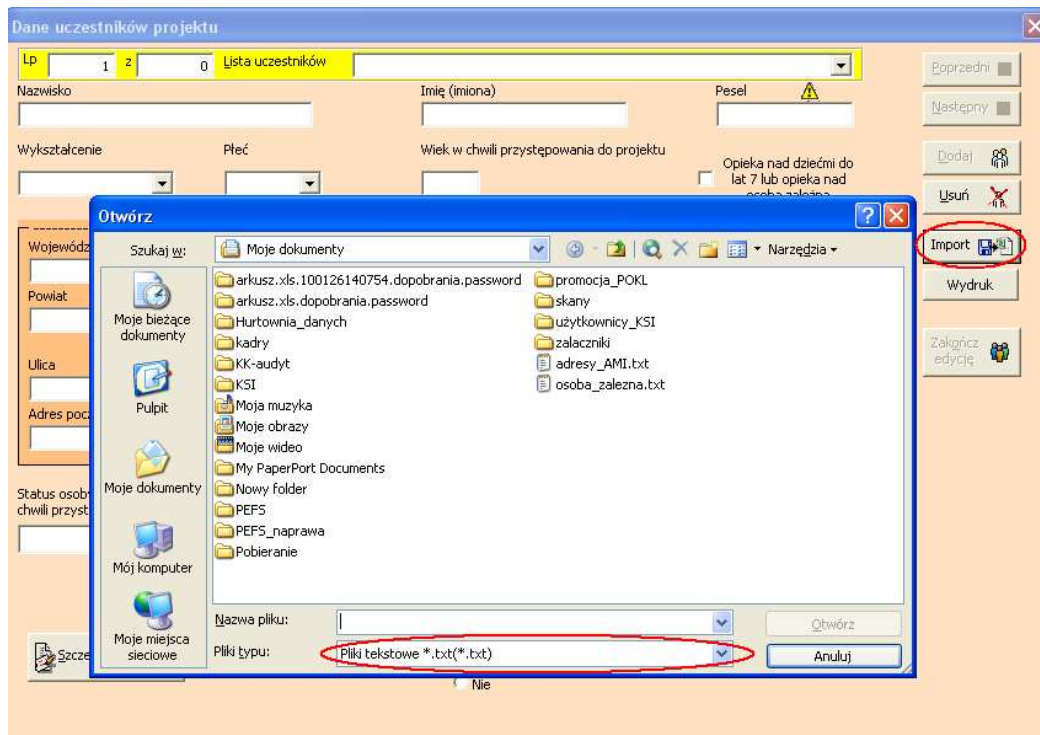 Dane uczestników projektu
Lp 1 z 0 Lista uczestników
Poprzedni
Nazwisko Imię (imiona) Pesel
Następny
Wykształcenie Płeć Wiek w chwili przystępowania do projektu
Opieka nad dziećmi do
lat 7 lub opieka nad
osobą zależną
Dodaj
Usuń
Import
Wydruk
Zakończ
edycję
Wojewódz
Powiat
Ulica
Adres pocz
Status osob
chwili przyst
Szcze
Nie
Otwórz
Szukaj w: Moje dokumenty Narzędzia
Moje bieżące
dokumenty
Pulpit
Moje dokumenty
Mój komputer
Moje miejsca
sieciowe
arkusz.xls.100126140754.dopobrania.password
arkusz.xls.dopobrania.password
Hurtownia_danych
kadry
KK-audyt
KSI
Moja muzyka
Moje obrazy
Moje wideo
My PaperPort Documents
Nowy folder
PEFS
PEFS_naprawa
Pobieranie
promocja_POKL
skany
użytkownicy_KSI
zalaczniki
adresy_AMI.txt
osoba_zalezna.txt
Nazwa pliku: Otwórz
Pliki typu: Pliki tekstowe *.txt(*.txt) Anuluj